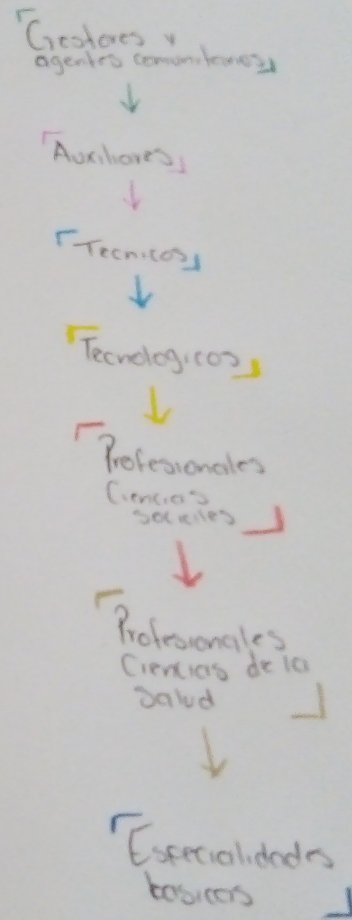 Gestores y
agentes comunitarios
Auxiliares
Tecnicos
Tecnologicos
Profesionales
Ciencias
sociales
Profesionales
Ciencias de la
Salud
Especialidades
basicas